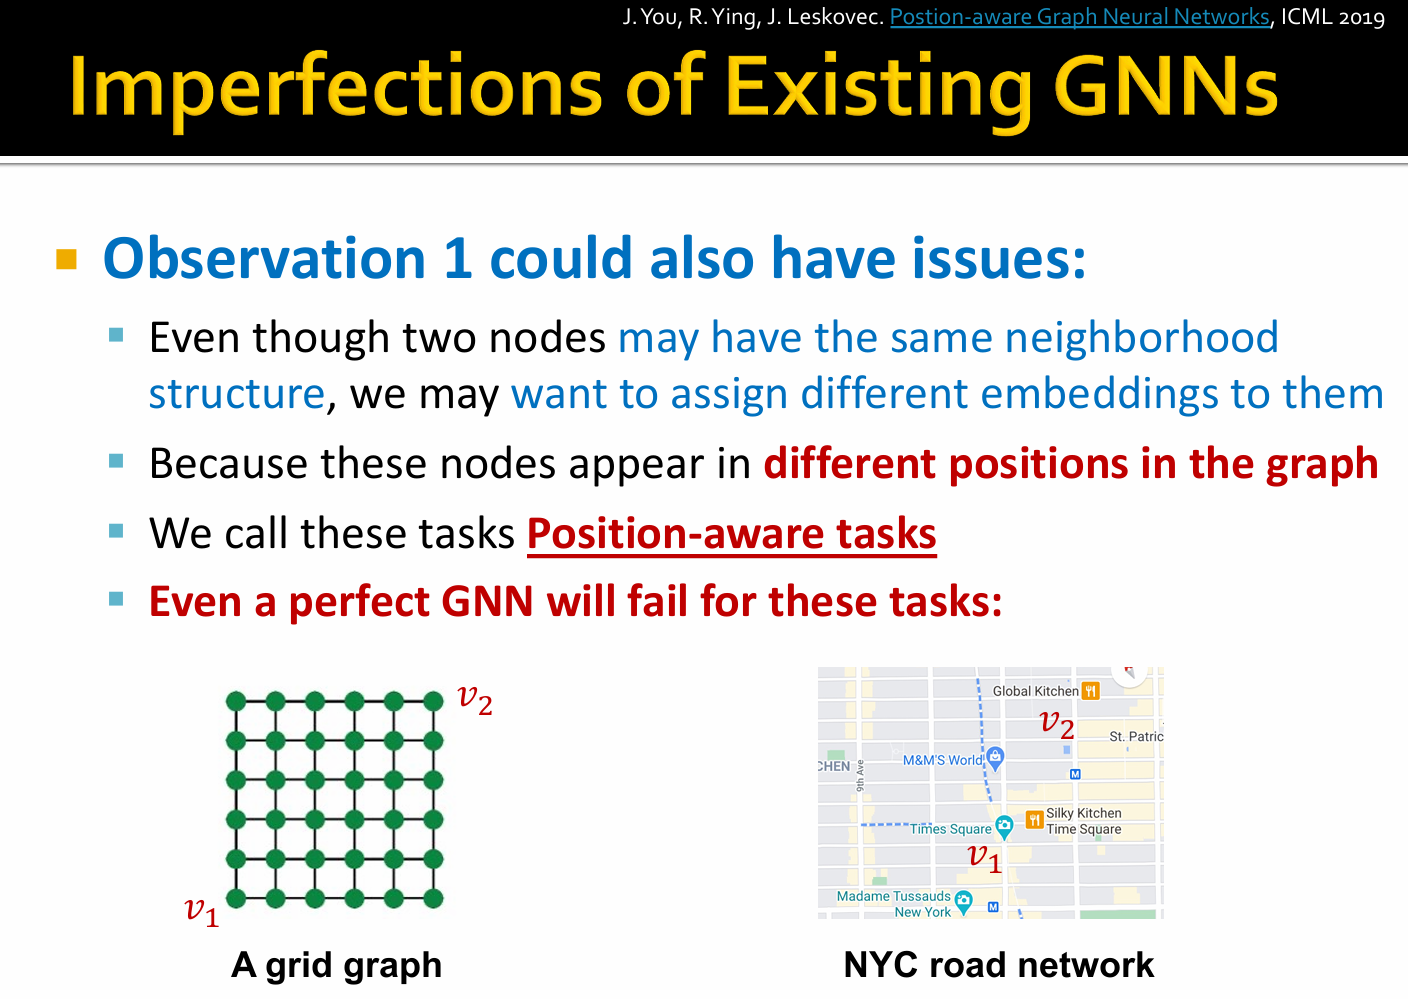 J. You, R. Ying, J. Leskovec. Postion-aware Graph Neural Networks, ICML 2019
Imperfections of Existing GNNs
Observation 1 could also have issues:
Even though two nodes may have the same neighborhood
structure, we may want to assign different embeddings to them
Because these nodes appear in different positions in the graph
We call these tasks Position-aware tasks
Even a perfect GNN will fail for these tasks:
v2
v1
A grid graph
Global Kitchen
v2
St. Patric
CHEN
M&M'S World
9th Ave
M
Silky Kitchen
Time Square
Times Square
v1
Madame Tussauds
New York
M
NYC road network